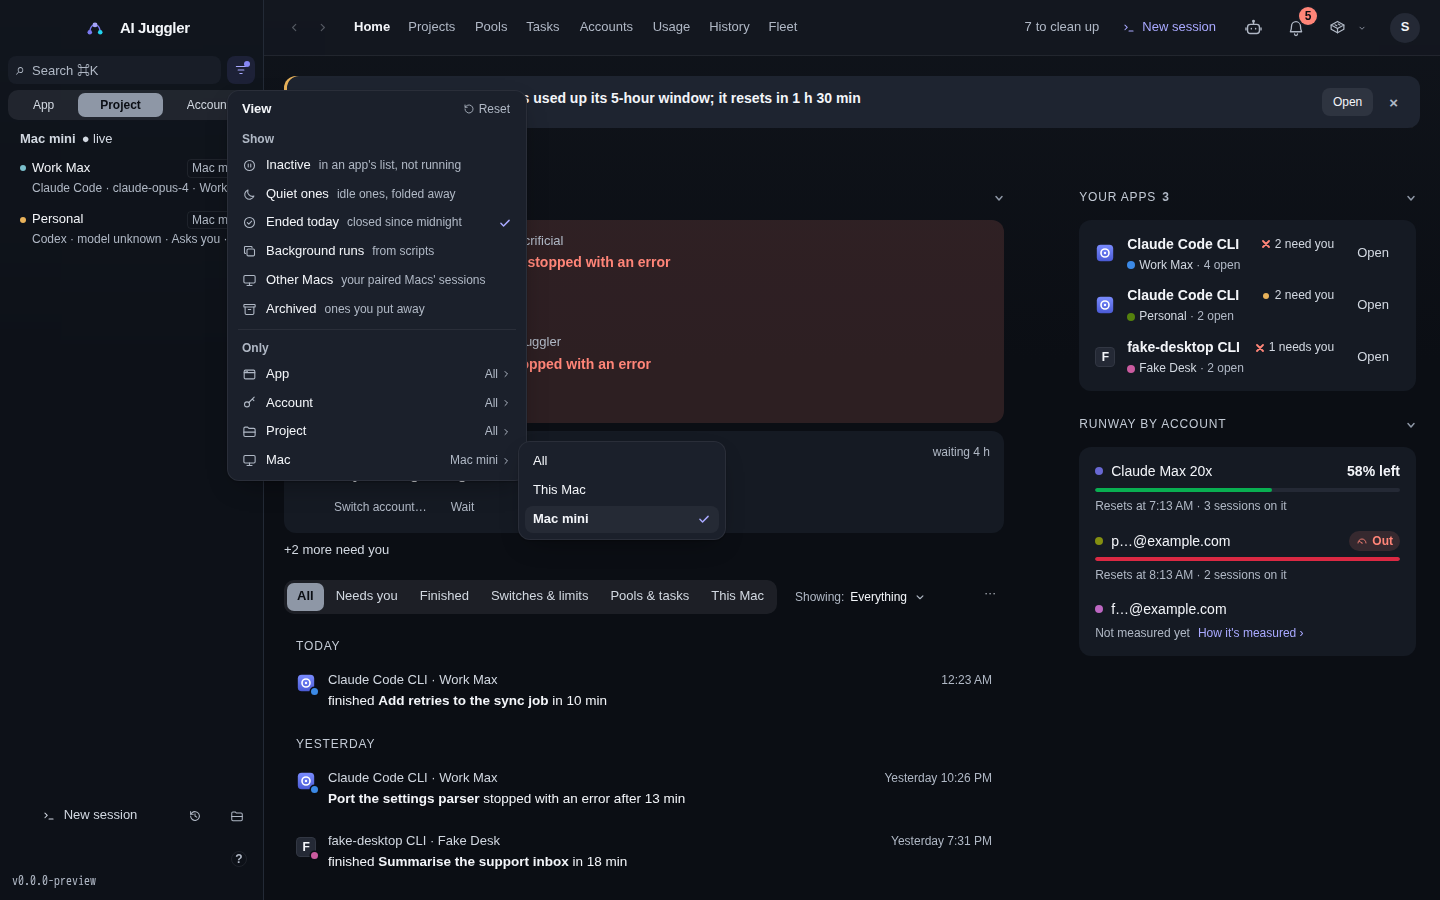 AI Juggler
Search ⌘K
App
Project
Accoun
Mac mini
live
Work Max
Mac m
Claude Code · claude-opus-4 · Work
Personal
Mac m
Codex · model unknown · Asks you ·
New session
?
v0.0.0-preview
Home
Projects
Pools
Tasks
Accounts
Usage
History
Fleet
7 to clean up
New session
5
S
used up its 5-hour window; it resets in 1 h 30 min
Open
×
View
Reset
Show
Inactive in an app's list, not running
Quiet ones idle ones, folded away
Ended today closed since midnight
Background runs from scripts
Other Macs your paired Macs' sessions
Archived ones you put away
Only
App All
Account All
Project All
Mac Mac mini
All
This Mac
Mac mini
stopped with an error
with an error
waiting 4 h
Switch account…
Wait
+2 more need you
All
Needs you
Finished
Switches & limits
Pools & tasks
This Mac
Showing: Everything
···
TODAY
Claude Code CLI · Work Max
12:23 AM
finished Add retries to the sync job in 10 min
YESTERDAY
Claude Code CLI · Work Max
Yesterday 10:26 PM
Port the settings parser stopped with an error after 13 min
F
fake-desktop CLI · Fake Desk
Yesterday 7:31 PM
finished Summarise the support inbox in 18 min
YOUR APPS 3
Claude Code CLI
2 need you
Work Max · 4 open
Open
Claude Code CLI
2 need you
Personal · 2 open
Open
F
fake-desktop CLI
1 needs you
Fake Desk · 2 open
Open
RUNWAY BY ACCOUNT
Claude Max 20x
58% left
Resets at 7:13 AM · 3 sessions on it
p…@example.com
Out
Resets at 8:13 AM · 2 sessions on it
f…@example.com
Not measured yet How it's measured ›